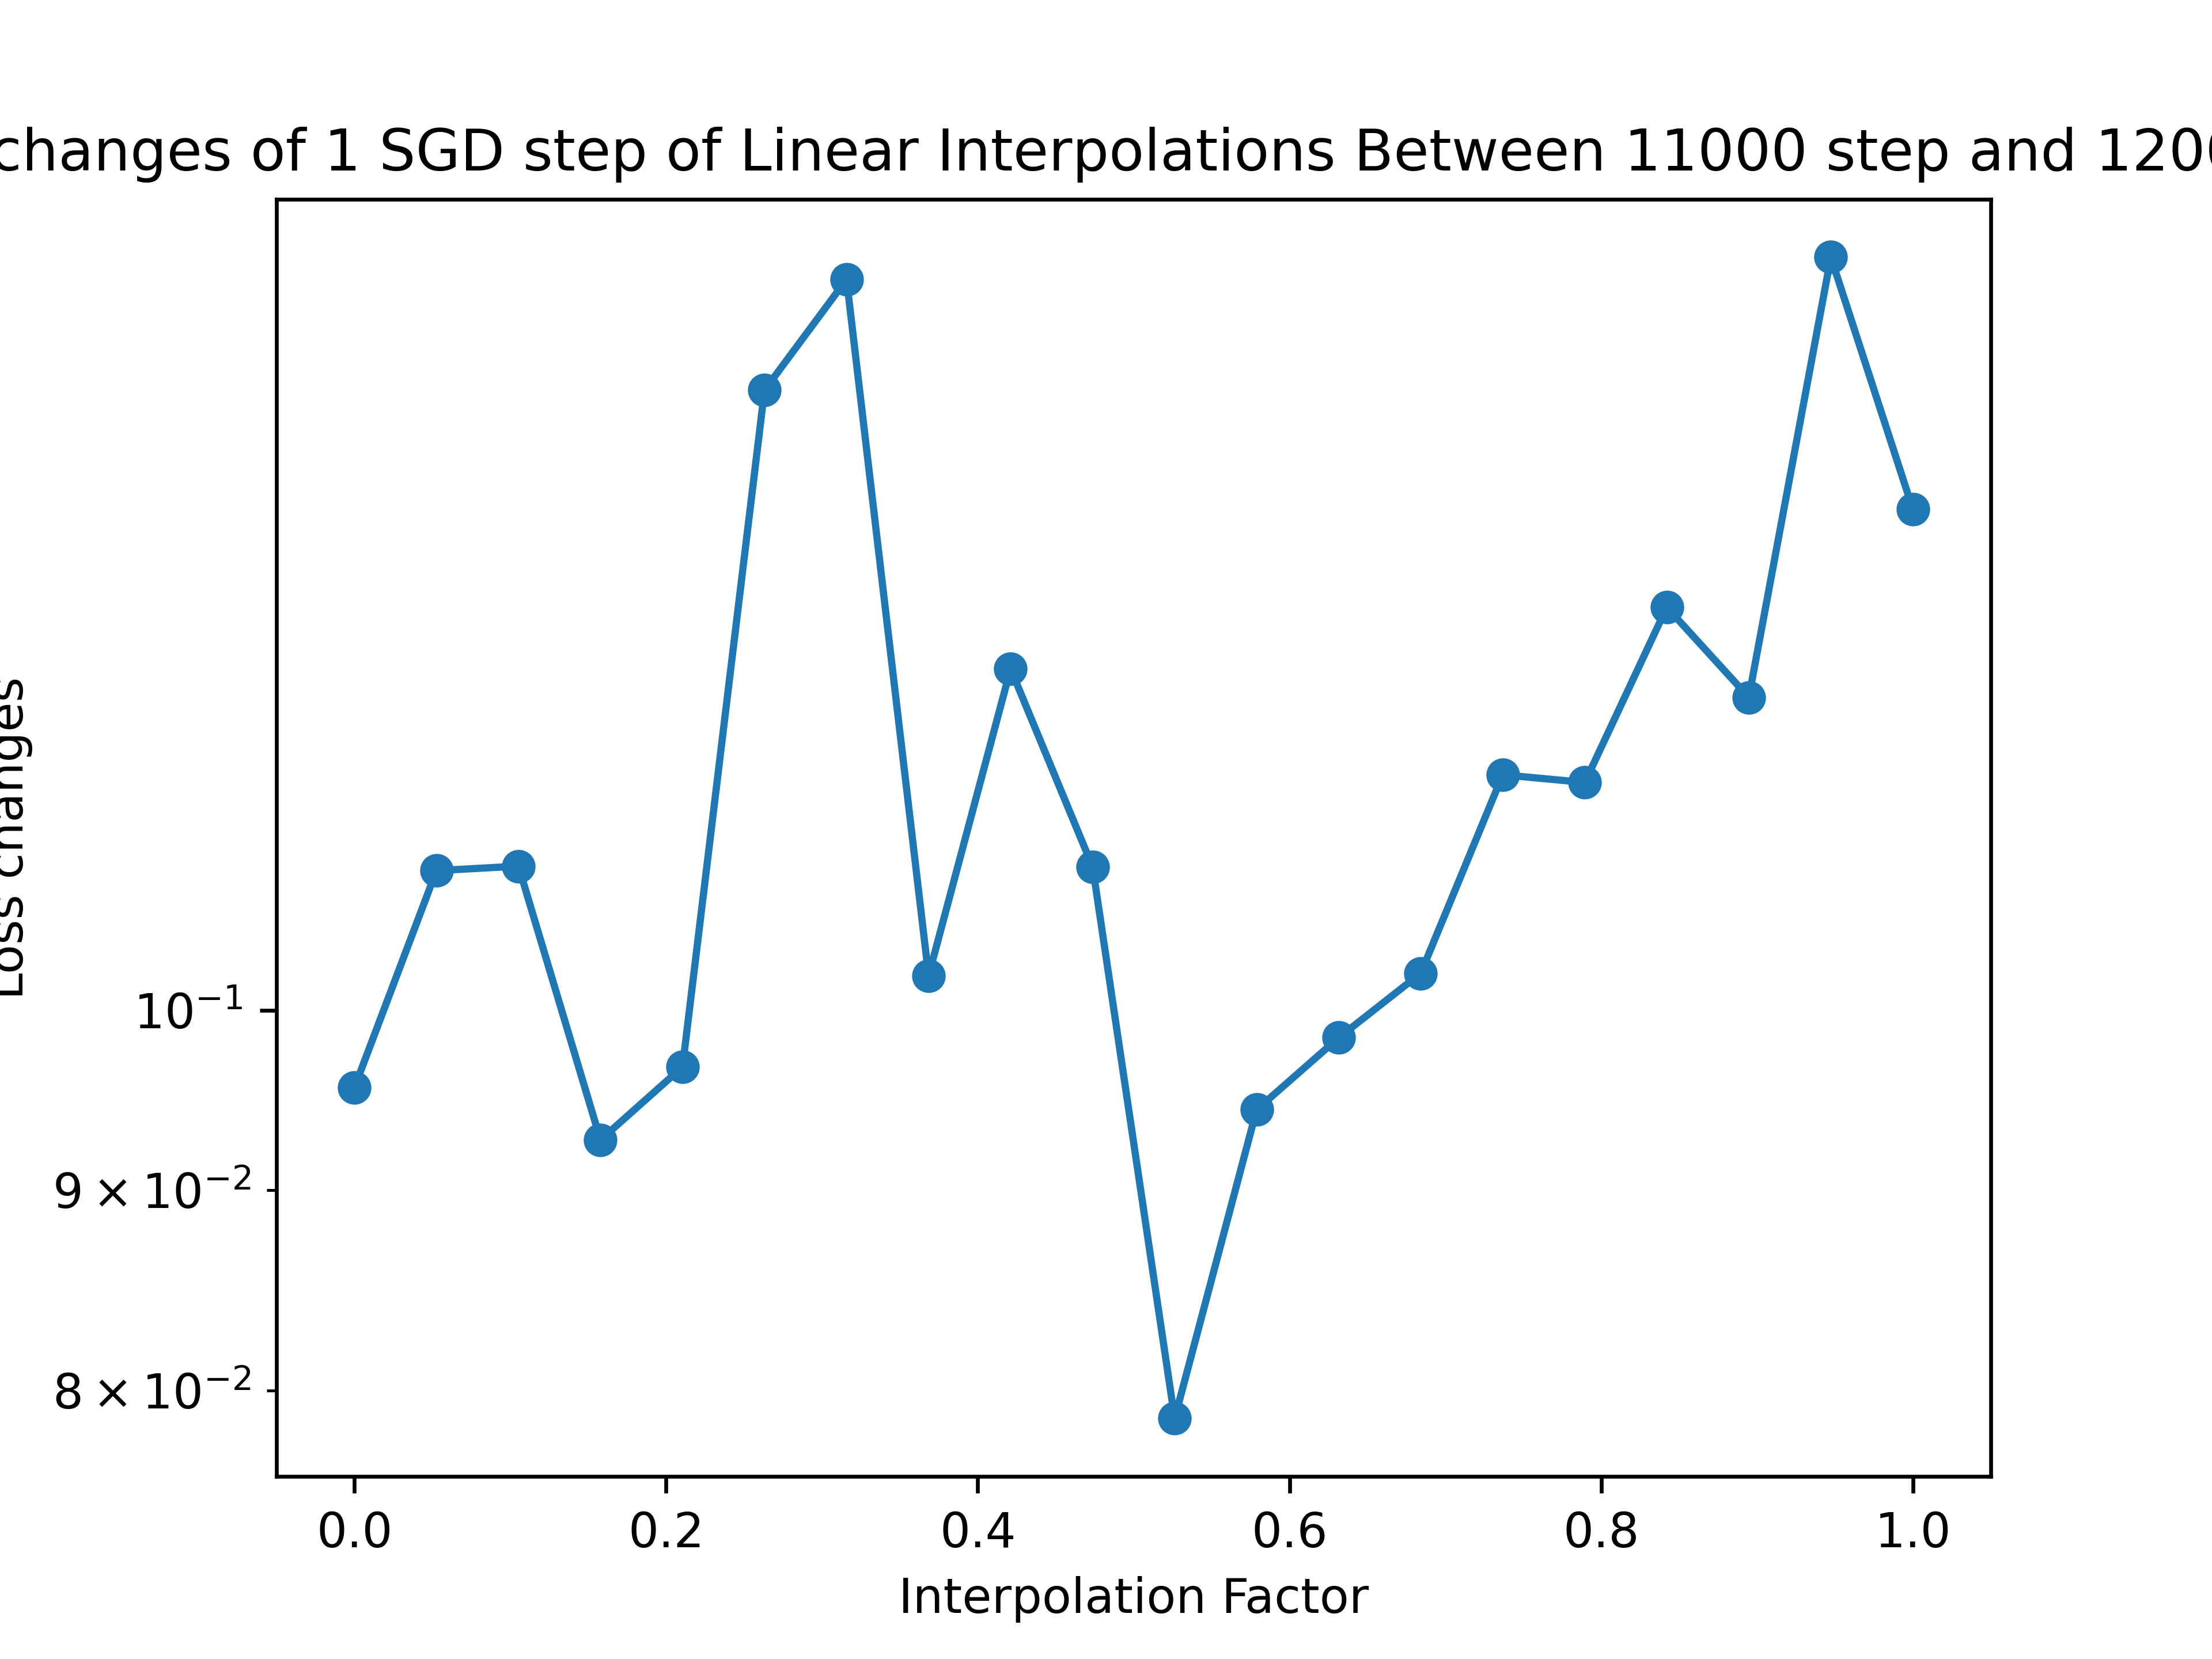 changes of 1 SGD step of Linear Interpolations Between 11000 step and
Loss changes
10⁻¹
9 × 10⁻²
8 × 10⁻²
0.0 0.2 0.4 0.6 0.8 1.0
Interpolation Factor